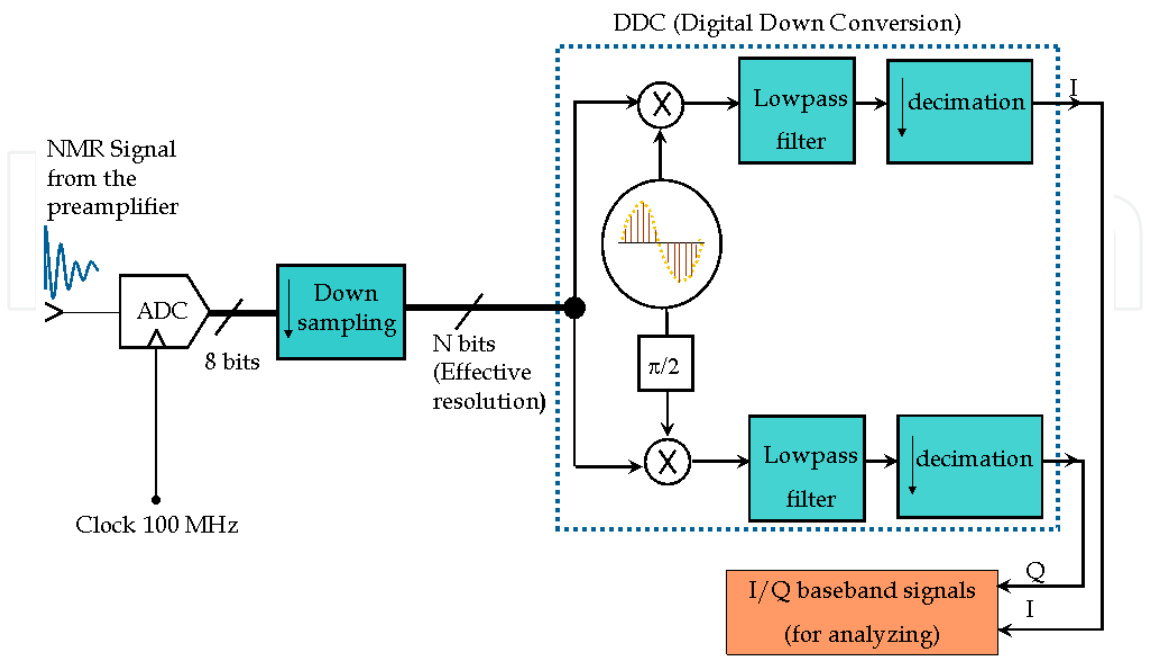 DDC (Digital Down Conversion)
NMR Signal
from the
preamplifier
ADC
8 bits
Clock 100 MHz
Down
sampling
N bits
(Effective
resolution)
X
Lowpass
filter
decimation
I
π/2
X
Lowpass
filter
decimation
Q
I
I/Q baseband signals
(for analyzing)